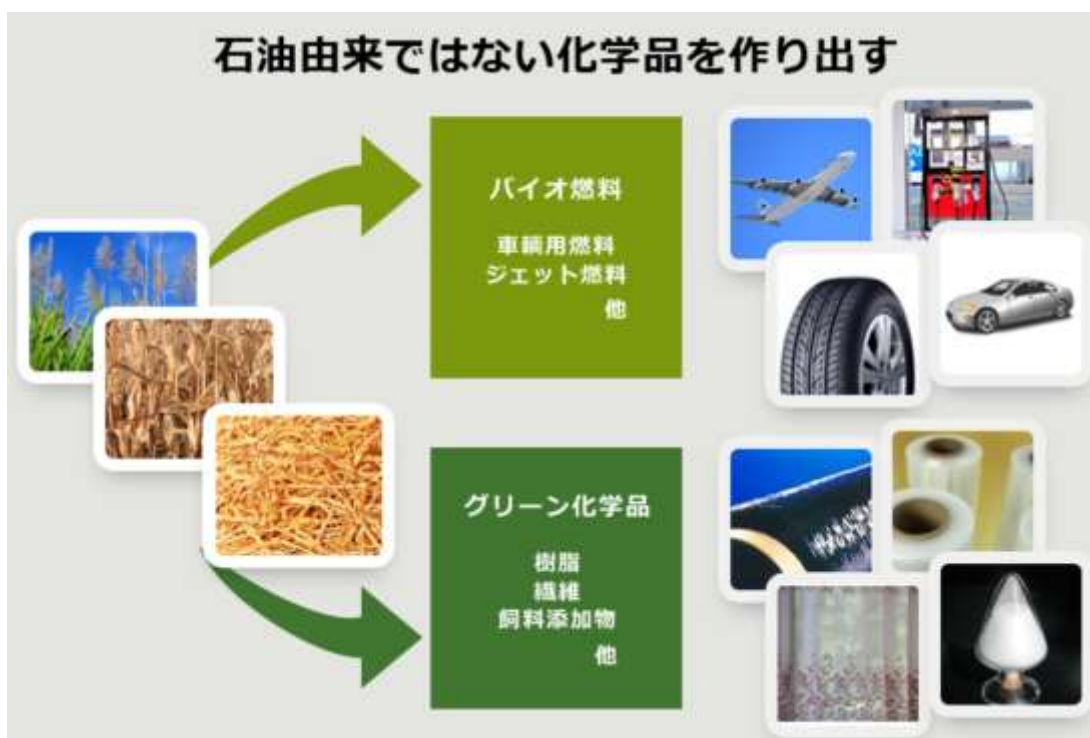 石油由来ではない化学品を作り出す
バイオ燃料
車輌用燃料
ジェット燃料
他
グリーン化学品
樹脂
繊維
飼料添加物
他